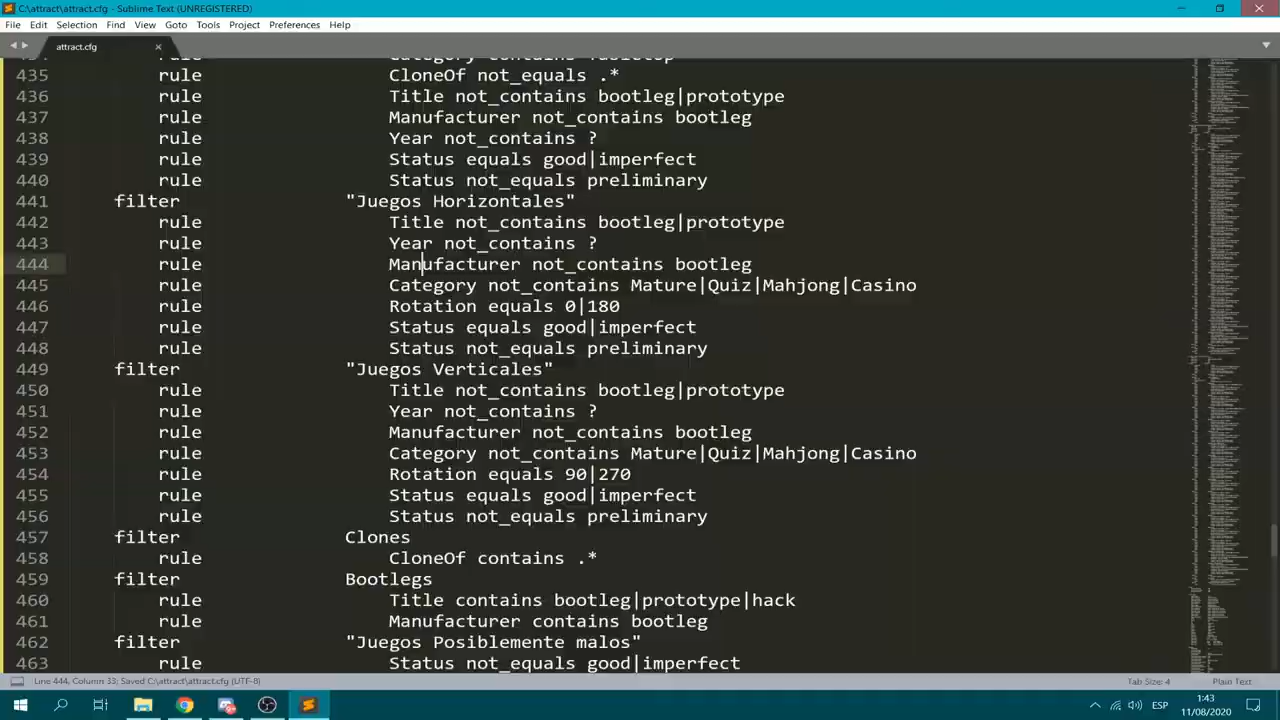 C:\attract\attract.cfg - Sublime Text (UNREGISTERED)
File Edit Selection Find View Goto Tools Project Preferences Help
attract.cfg
435 rule CloneOf not_equals .*
436 rule Title not_contains bootleg|prototype
437 rule Manufacturer not_contains bootleg
438 rule Year not_contains ?
439 rule Status equals good|imperfect
440 rule Status not_equals preliminary
441 filter "Juegos Horizontales"
442 rule Title not_contains bootleg|prototype
443 rule Year not_contains ?
444 rule Manufacturer not_contains bootleg
445 rule Category not_contains Mature|Quiz|Mahjong|Casino
446 rule Rotation equals 0|180
447 rule Status equals good|imperfect
448 rule Status not_equals preliminary
449 filter "Juegos Verticales"
450 rule Title not_contains bootleg|prototype
451 rule Year not_contains ?
452 rule Manufacturer not_contains bootleg
453 rule Category not_contains Mature|Quiz|Mahjong|Casino
454 rule Rotation equals 90|270
455 rule Status equals good|imperfect
456 rule Status not_equals preliminary
457 filter Clones
458 rule CloneOf contains .*
459 filter Bootlegs
460 rule Title contains bootleg|prototype|hack
461 rule Manufacturer contains bootleg
462 filter "Juegos Posiblmente malos"
463 rule Status not_equals good|imperfect
Line 444, Column 33; Saved C:\attract\attract.cfg (UTF-8) Tab Size: 4 Plain Text
ESP
1:43
11/08/2020